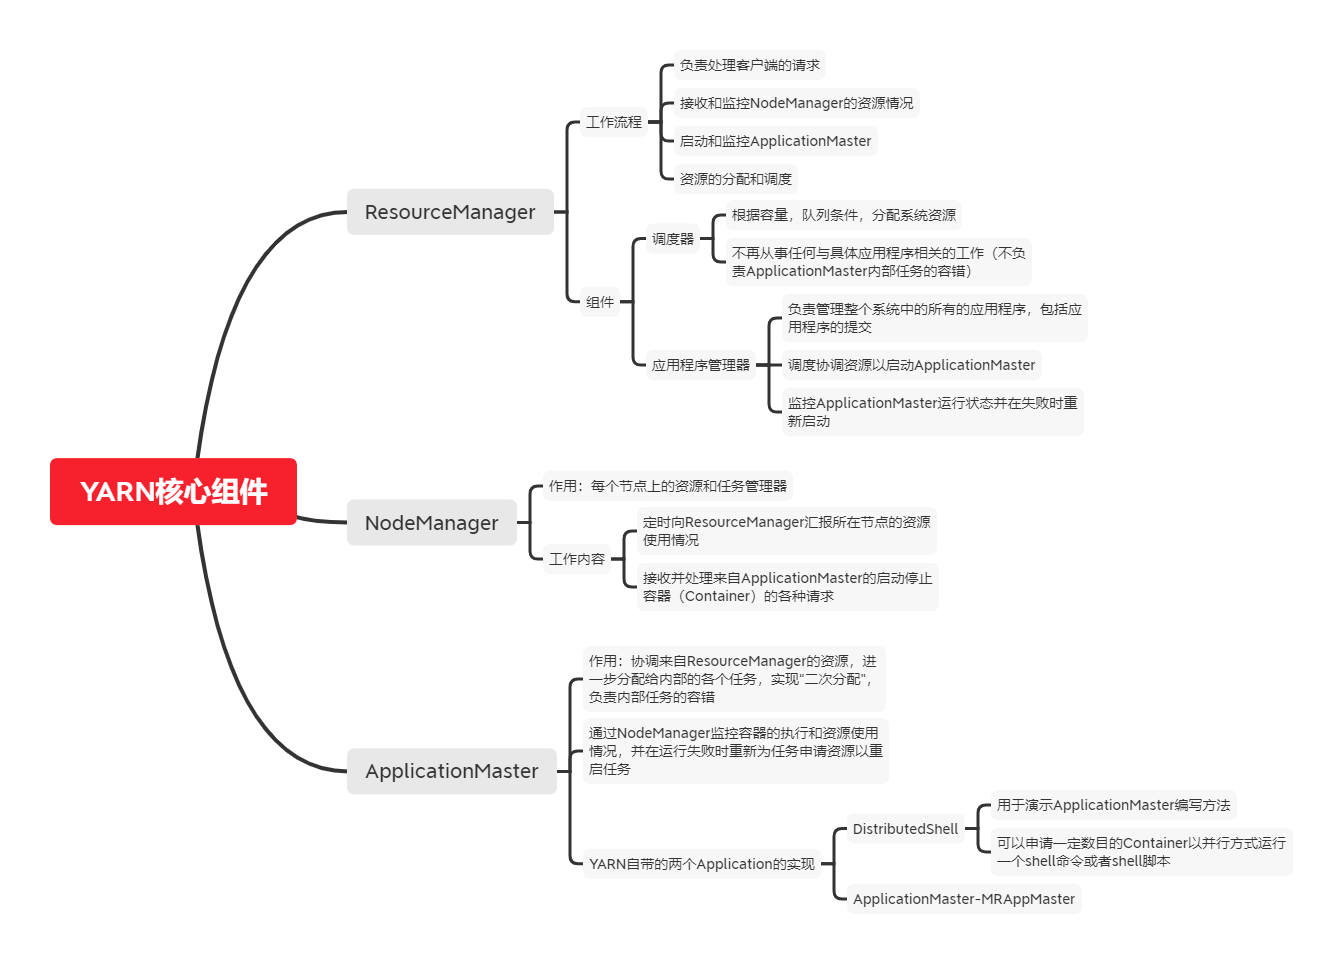 YARN核心组件
ResourceManager
工作流程
负责处理客户端的请求
接收和监控NodeManager的资源情况
启动和监控ApplicationMaster
资源的分配和调度
组件
调度器
根据容量，队列条件，分配系统资源
不再从事任何与具体应用程序相关的工作（不负
责ApplicationMaster内部任务的容错）
应用程序管理器
负责管理整个系统中的所有的应用程序，包括应
用程序的提交
调度协调资源以启动ApplicationMaster
监控ApplicationMaster运行状态并在失败时重
新启动
NodeManager
作用：每个节点上的资源和任务管理器
工作内容
定时向ResourceManager汇报所在节点的资源
使用情况
接收并处理来自ApplicationMaster的启动停止
容器（Container）的各种请求
ApplicationMaster
作用：协调来自ResourceManager的资源，进
一步分配给内部的各个任务，实现"二次分配"，
负责内部任务的容错
通过NodeManager监控容器的执行和资源使用
情况，并在运行失败时重新为任务申请资源以重
启任务
YARN自带的两个Application的实现
DistributedShell
用于演示ApplicationMaster编写方法
可以申请一定数目的Container以并行方式运行
一个shell命令或者shell脚本
ApplicationMaster-MRAppMaster